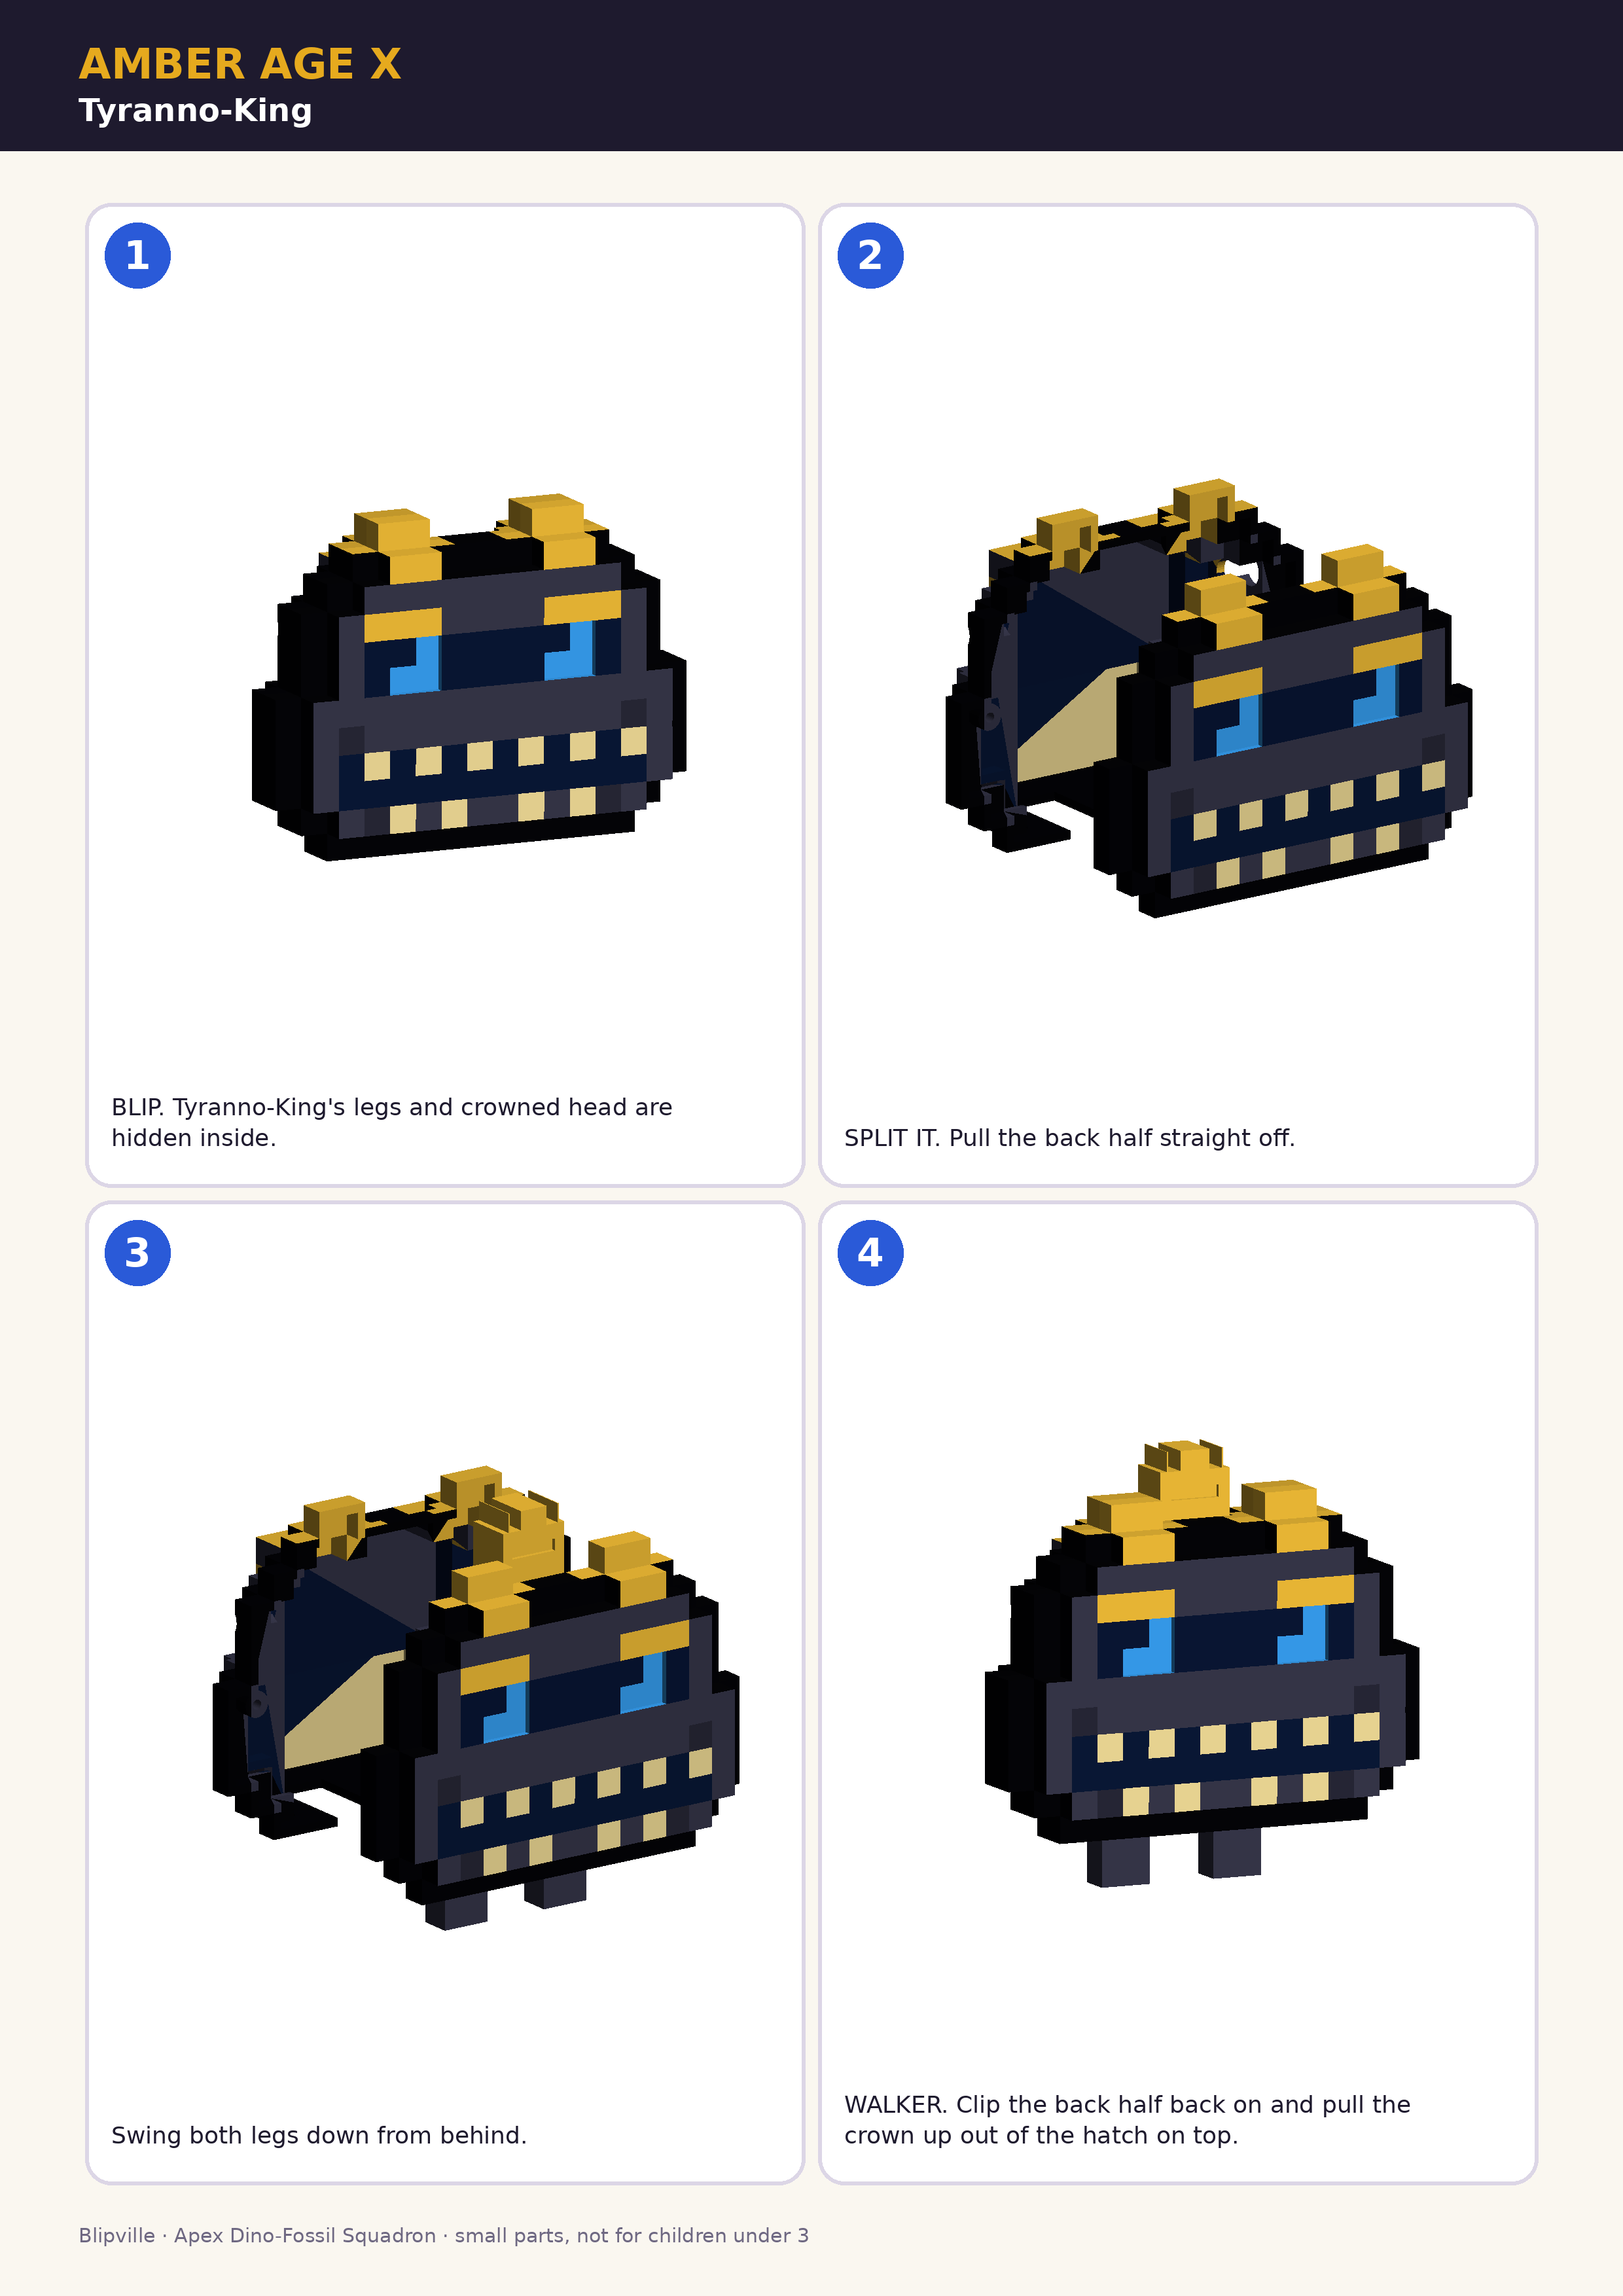 AMBER AGE X
Tyranno-King
1
BLIP. Tyranno-King's legs and crowned head are
hidden inside.
2
SPLIT IT. Pull the back half straight off.
3
Swing both legs down from behind.
4
WALKER. Clip the back half back on and pull the
crown up out of the hatch on top.
Blipville · Apex Dino-Fossil Squadron · small parts, not for children under 3